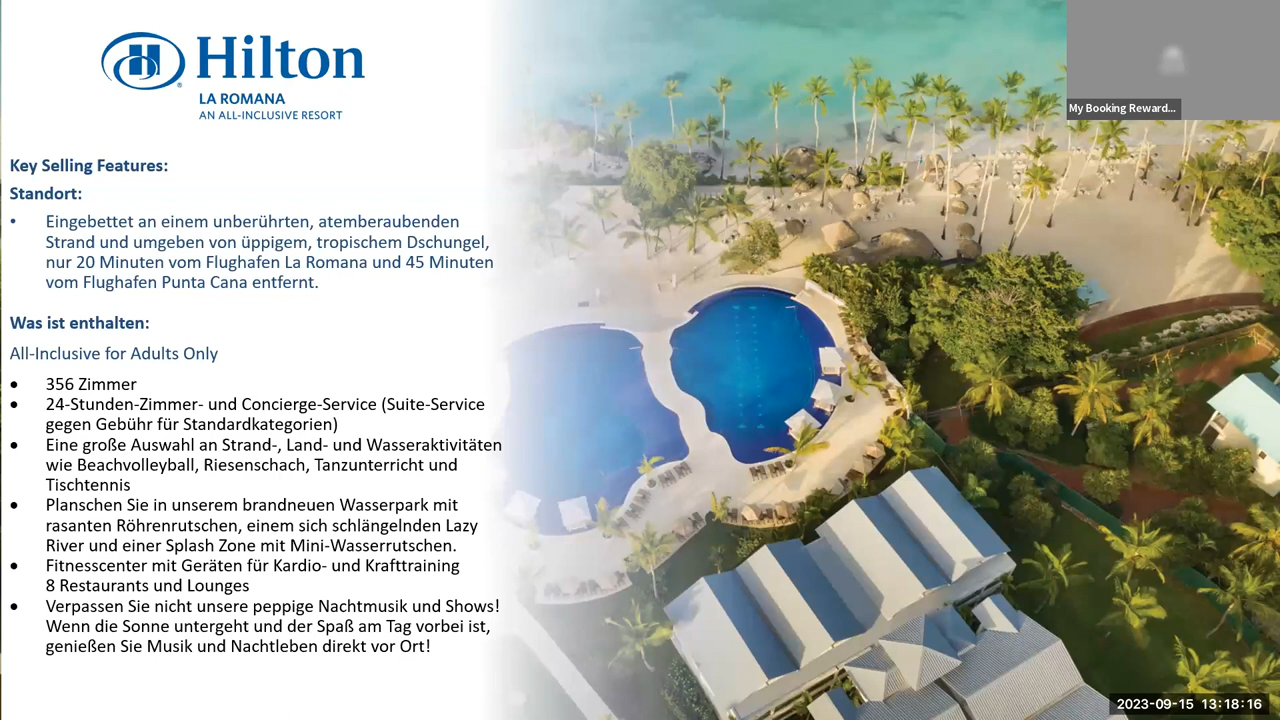 Hilton
LA ROMANA
AN ALL-INCLUSIVE RESORT
My Booking Reward...
Key Selling Features:
Standort:
• Eingebettet an einem unberührten, atemberaubenden
Strand und umgeben von üppigem, tropischem Dschungel,
nur 20 Minuten vom Flughafen La Romana und 45 Minuten
vom Flughafen Punta Cana entfernt.
Was ist enthalten:
All-Inclusive for Adults Only
• 356 Zimmer
• 24-Stunden-Zimmer- und Concierge-Service (Suite-Service
gegen Gebühr für Standardkategorien)
• Eine große Auswahl an Strand-, Land- und Wasseraktivitäten
wie Beachvolleyball, Riesenschach, Tanzunterricht und
Tischtennis
• Planschen Sie in unserem brandneuen Wasserpark mit
rasanten Röhrenrutschen, einem sich schlängelnden Lazy
River und einer Splash Zone mit Mini-Wasserrutschen.
• Fitnesscenter mit Geräten für Kardio- und Krafttraining
8 Restaurants und Lounges
• Verpassen Sie nicht unsere peppige Nachtmusik und Shows!
Wenn die Sonne untergeht und der Spaß am Tag vorbei ist,
genießen Sie Musik und Nachtleben direkt vor Ort!
2023-09-15 13:18:16